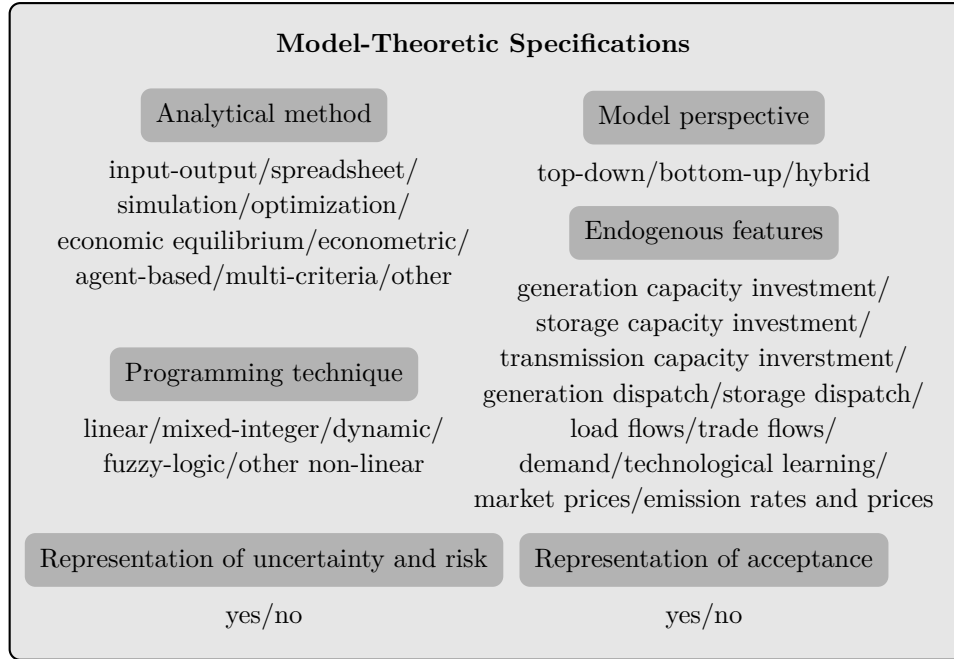 Model-Theoretic Specifications
Analytical method
input-output/spreadsheet/
simulation/optimization/
economic equilibrium/econometric/
agent-based/multi-criteria/other
Programming technique
linear/mixed-integer/dynamic/
fuzzy-logic/other non-linear
Representation of uncertainty and risk
yes/no
Model perspective
top-down/bottom-up/hybrid
Endogenous features
generation capacity investment/
storage capacity investment/
transmission capacity inverstment/
generation dispatch/storage dispatch/
load flows/trade flows/
demand/technological learning/
market prices/emission rates and prices
Representation of acceptance
yes/no